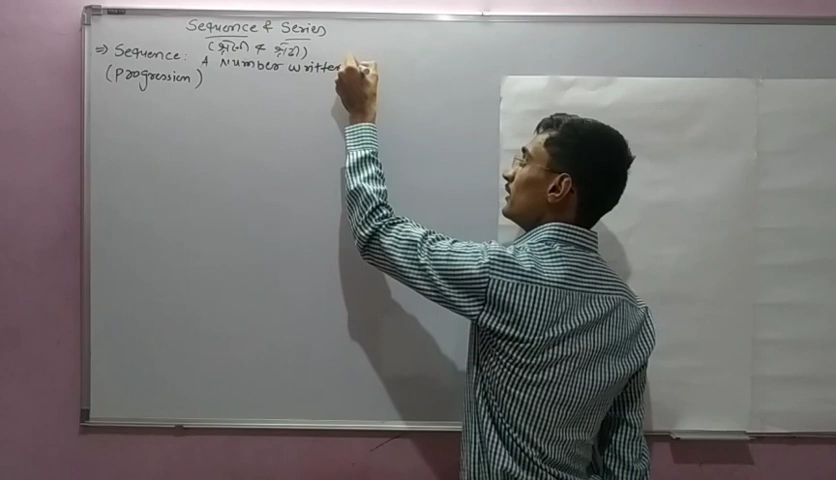 Sequence & Series
(श्रेणी & श्रेढी)
⇒ Sequence: A Number written
(Progression)